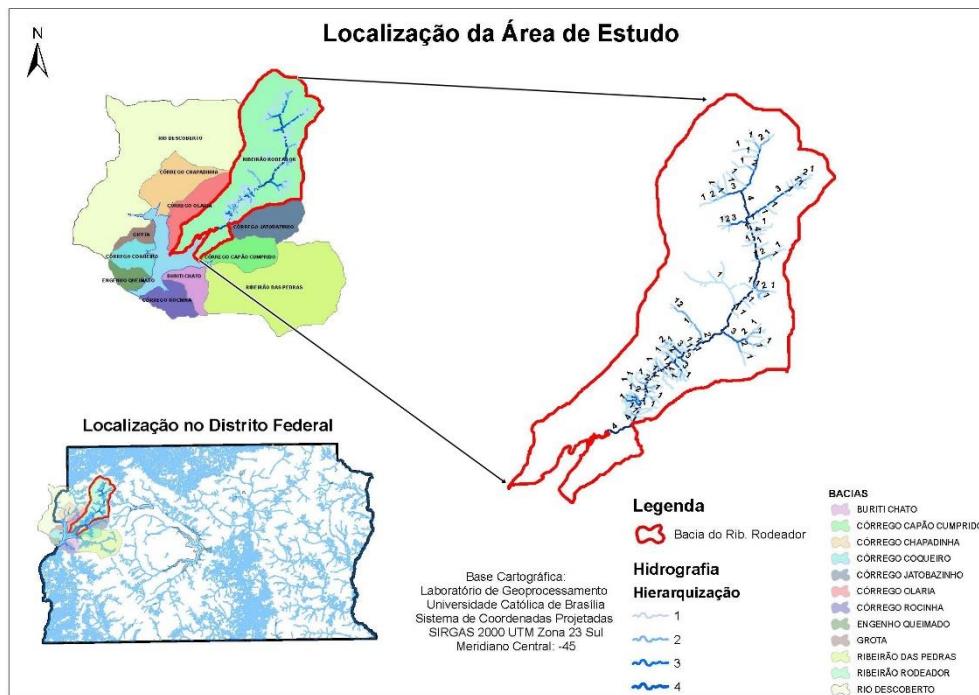 Localização da Área de Estudo
N
RIO DESCOBERTO
RIBEIRÃO RODEADOR
CÓRREGO CHAPADINHA
CÓRREGO OLARIA
CÓRREGO JATOBAZINHO
GROTA
CÓRREGO COQUEIRO
CÓRREGO CAPÃO CUMPRIDO
ENGENHO QUEIMADO
BURITI CHATO
RIBEIRÃO DAS PEDRAS
CÓRREGO ROCINHA
Localização no Distrito Federal
Base Cartográfica:
Laboratório de Geoprocessamento
Universidade Católica de Brasília
Sistema de Coordenadas Projetadas
SIRGAS 2000 UTM Zona 23 Sul
Meridiano Central: -45
Legenda
Bacia do Rib. Rodeador
Hidrografia
Hierarquização
1
2
3
4
BACIAS
BURITI CHATO
CÓRREGO CAPÃO CUMPRIDO
CÓRREGO CHAPADINHA
CÓRREGO COQUEIRO
CÓRREGO JATOBAZINHO
CÓRREGO OLARIA
CÓRREGO ROCINHA
ENGENHO QUEIMADO
GROTA
RIBEIRÃO DAS PEDRAS
RIBEIRÃO RODEADOR
RIO DESCOBERTO